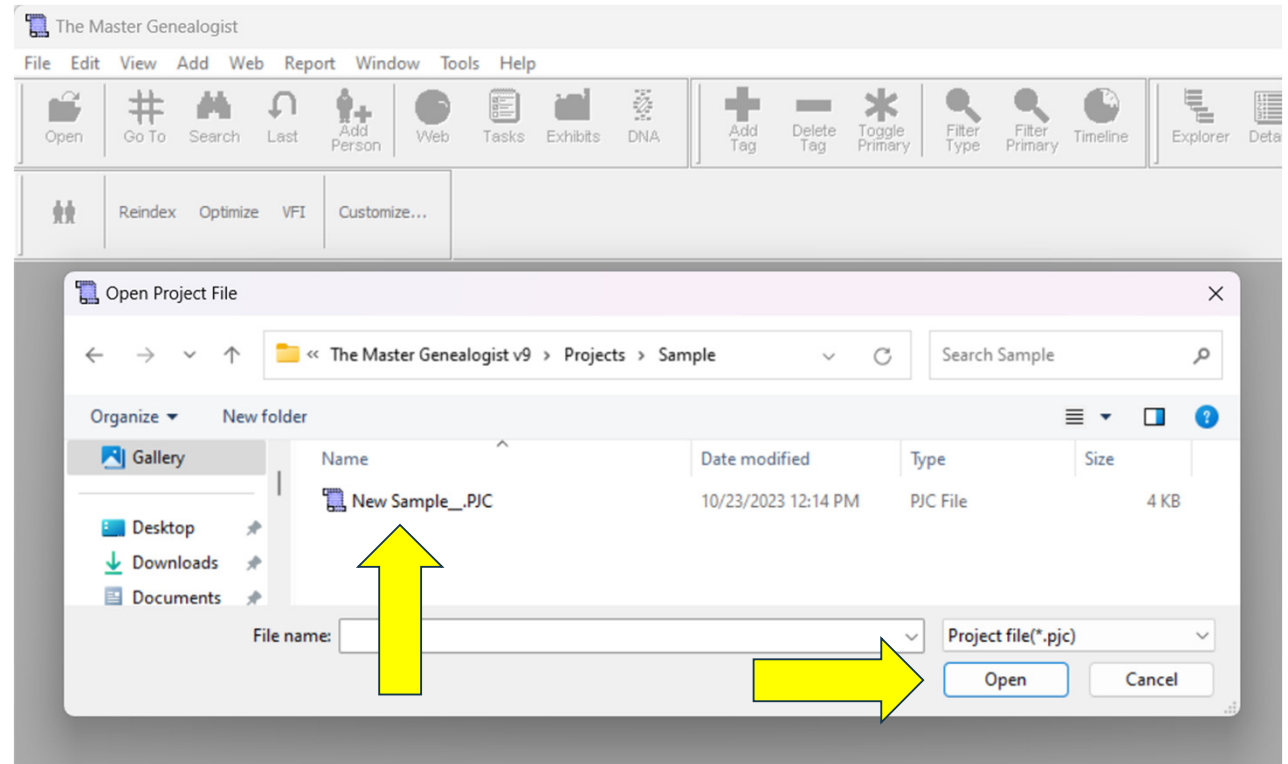 The Master Genealogist
File Edit View Add Web Report Window Tools Help
Open Go To Search Last Add Person Web Tasks Exhibits DNA Add Tag Delete Tag Toggle Primary Filter Type Filter Primary Timeline Explorer Deta
Reindex Optimize VFI Customize...
Open Project File
« The Master Genealogist v9 > Projects > Sample Search Sample
Organize New folder
Gallery Name Date modified Type Size
New Sample__.PJC 10/23/2023 12:14 PM PJC File 4 KB
Desktop
Downloads
Documents
File name: Project file(*.pjc)
Open Cancel